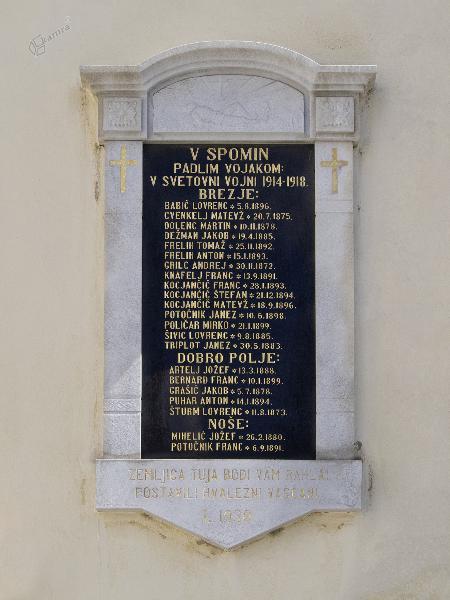 kamra
V SPOMIN
PADLIM VOJAKOM:
V SVETOVNI VOJNI 1914-1918.
BREZJE:
BABIČ LOVRENC * 5.8.1896.
CVENKELJ MATEVŽ * 20.7.1875.
DOLENC MARTIN * 10.11.1878.
DEŽMAN JAKOB * 19.4.1885.
FRELIH TOMAŽ * 25.11.1892.
FRELIH ANTON * 15.1.1893.
GRILC ANDREJ * 30.11.1872.
KNAFELJ FRANC * 13.9.1891.
KOCJANČIČ FRANC * 28.1.1893.
KOCJANČIČ ŠTEFAN * 21.12.1894.
KOCJANČIČ MATEVŽ * 18.9.1896.
POTOČNIK JANEZ * 10.6.1898.
POLIČAR MIRKO * 21.1.1899.
ŠIVIC LOVRENC * 9.8.1885.
TRIPLOT JANEZ * 30.5.1883.
DOBRO POLJE:
ARTELJ JOŽEF * 13.3.1888.
BERNARD FRANC * 10.1.1899.
GRAŠIČ JAKOB * 5.7.1878.
PUHAR ANTON * 14.1.1894.
ŠTURM LOVRENC * 11.8.1873.
NOŠE:
MIHELIČ JOŽEF * 26.2.1880.
POTOČNIK FRANC * 6.9.1891.
ZEMLJICA TUJA BODI VAM RAHLA!
POSTAVILI HVALEŽNI VAŠČANI